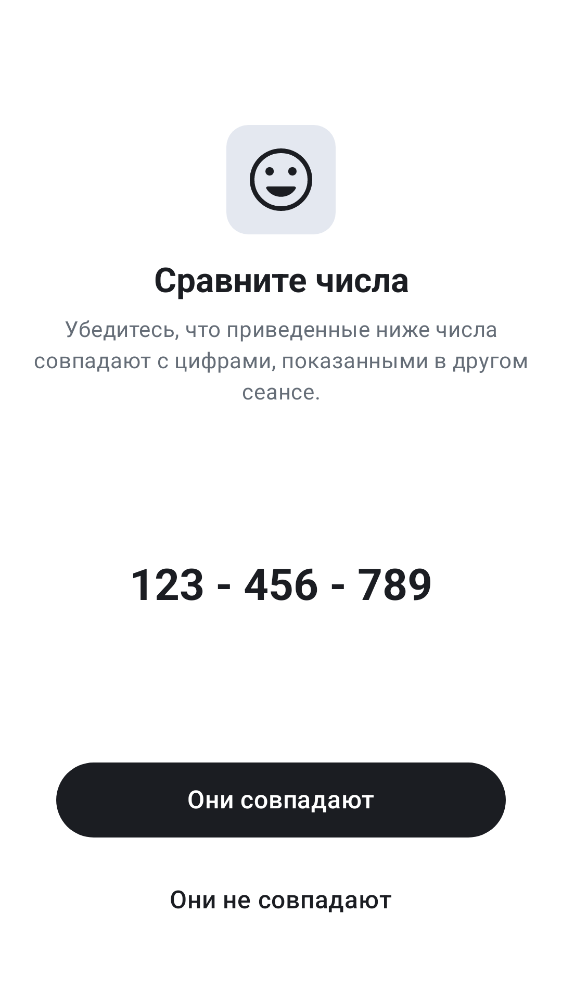 Сравните числа
Убедитесь, что приведенные ниже числа
совпадают с цифрами, показанными в другом
сеансе.
123 - 456 - 789
Они совпадают
Они не совпадают